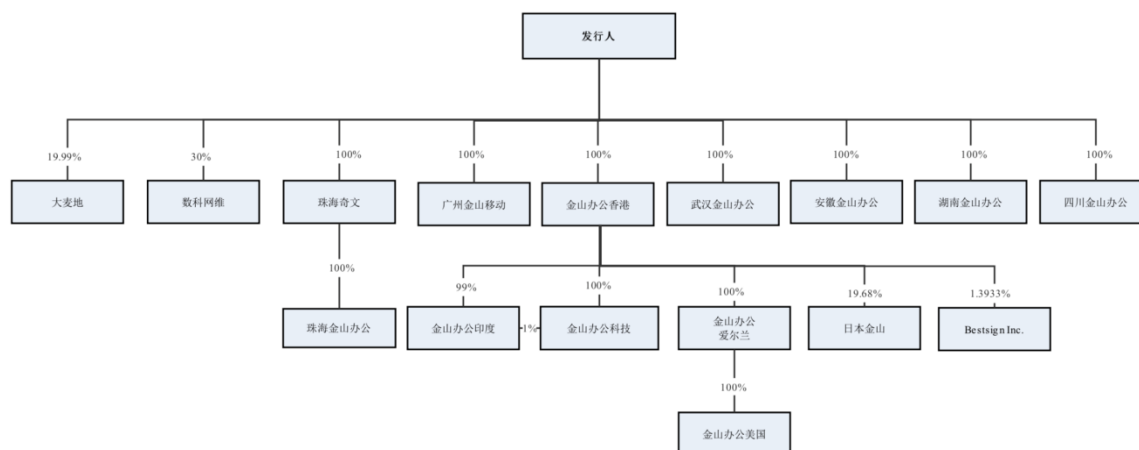 发行人
19.99%
30%
100%
100%
100%
100%
100%
100%
100%
大麦地
数科网维
珠海奇文
广州金山移动
金山办公香港
武汉金山办公
安徽金山办公
湖南金山办公
四川金山办公
100%
99%
100%
100%
19.68%
1.3933%
珠海金山办公
金山办公印度
1%
金山办公科技
金山办公
爱尔兰
日本金山
Bestsign Inc.
100%
金山办公美国